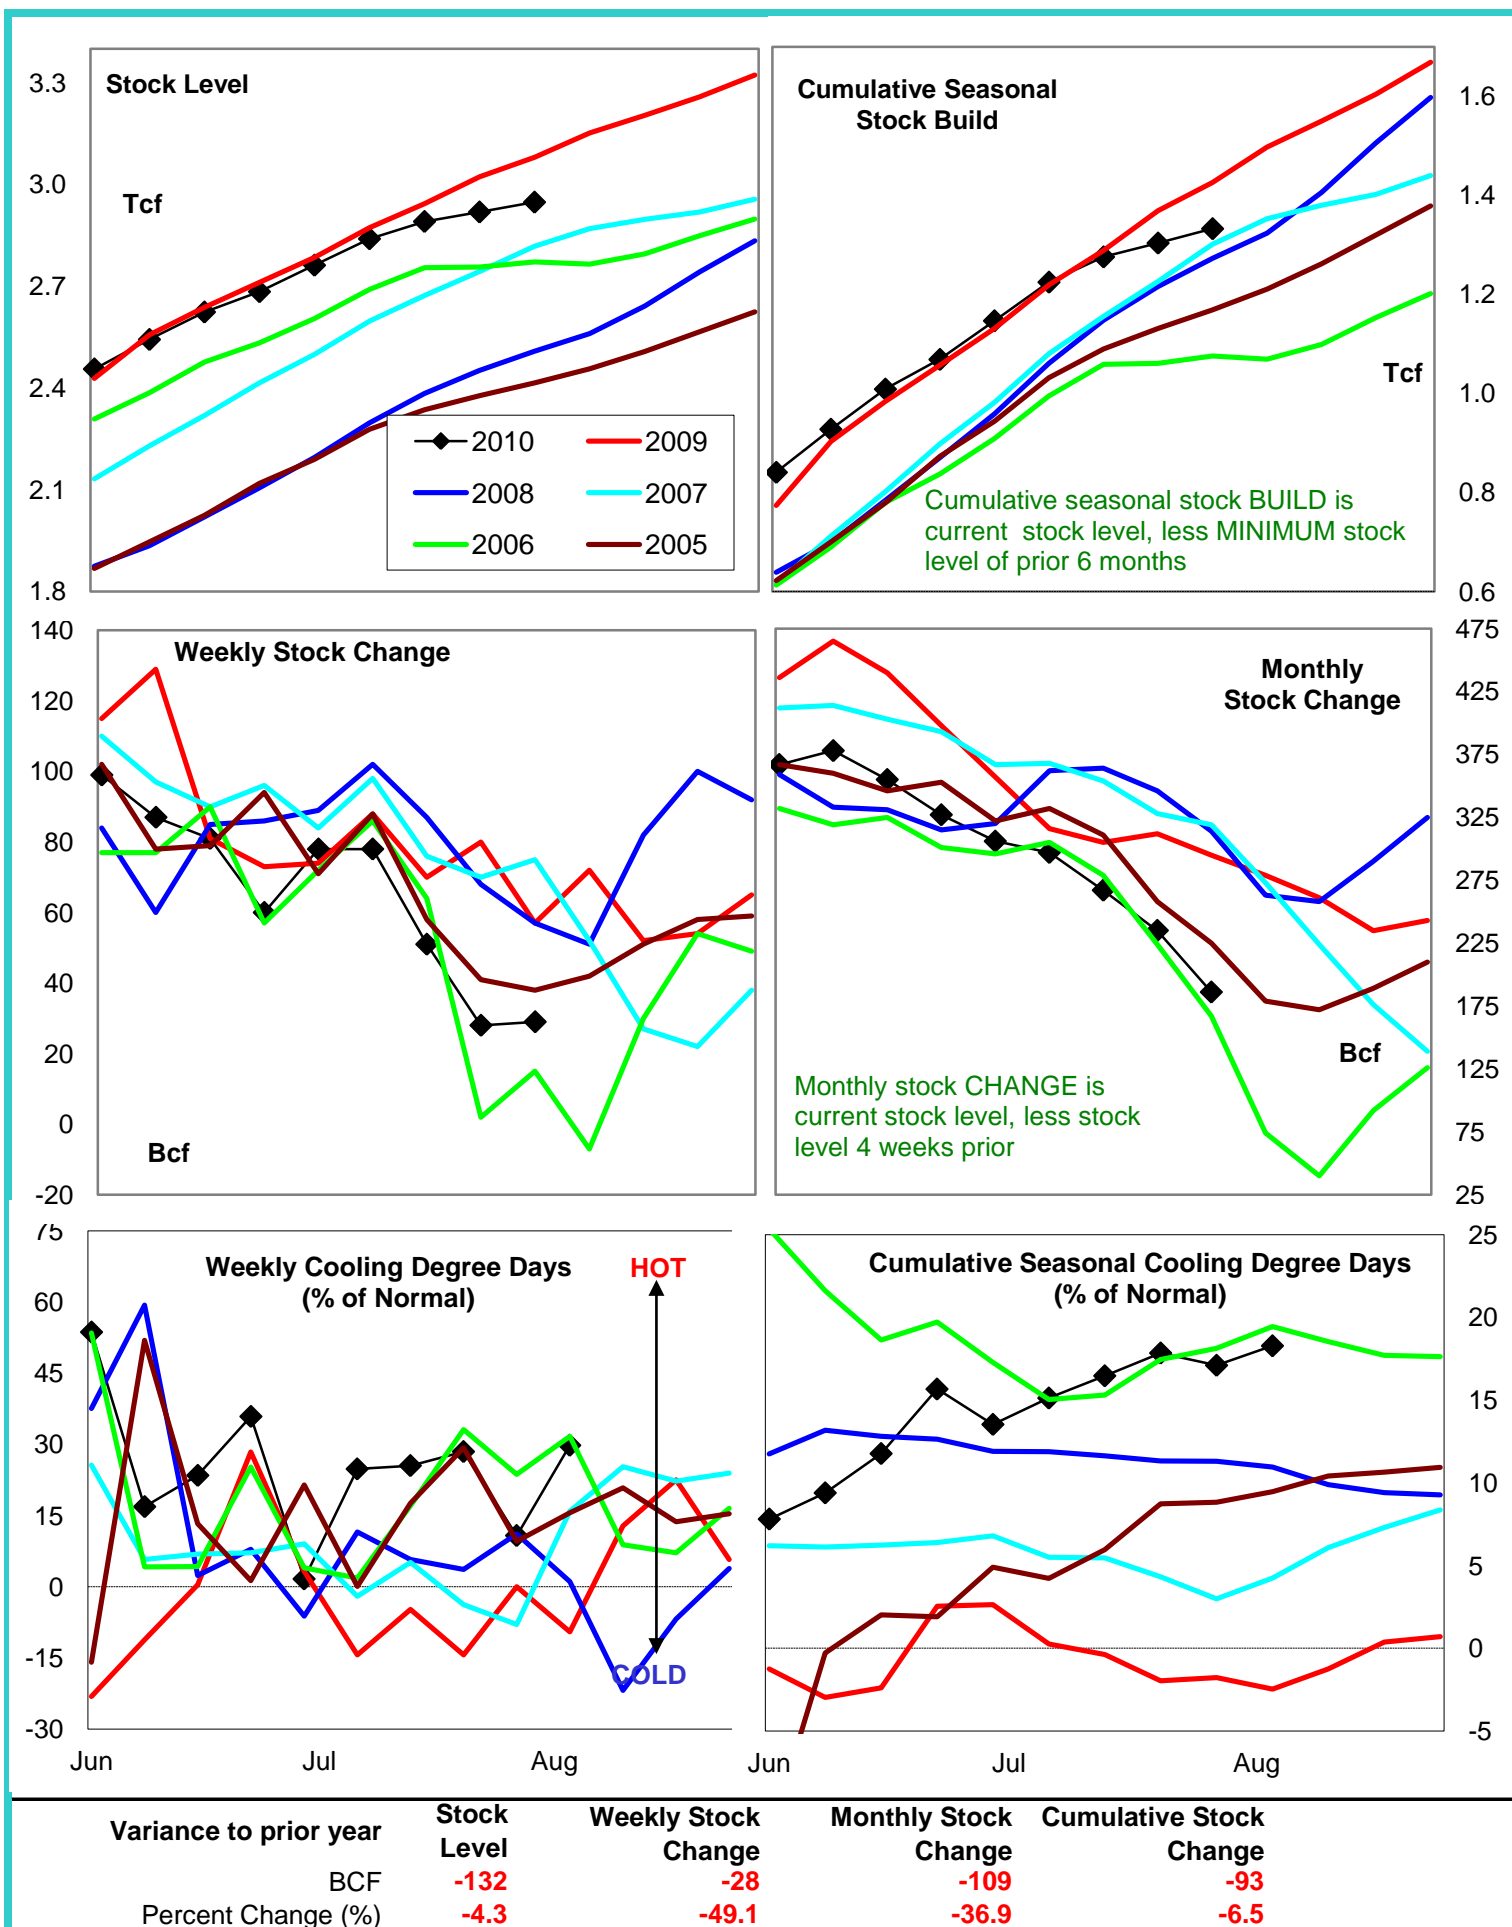 Stock Level
Tcf
3.3
3.0
2.7
2.4
2.1
1.8
2010
2009
2008
2007
2006
2005
Cumulative Seasonal
Stock Build
1.6
1.4
1.2
1.0
0.8
0.6
Tcf
Cumulative seasonal stock BUILD is
current stock level, less MINIMUM stock
level of prior 6 months
Weekly Stock Change
140
120
100
80
60
40
20
0
-20
Bcf
Monthly
Stock Change
475
425
375
325
275
225
175
125
75
25
Bcf
Monthly stock CHANGE is
current stock level, less stock
level 4 weeks prior
Weekly Cooling Degree Days
(% of Normal)
HOT
COLD
75
60
45
30
15
0
-15
-30
Jun
Jul
Aug
Cumulative Seasonal Cooling Degree Days
(% of Normal)
25
20
15
10
5
0
-5
Jun
Jul
Aug
Variance to prior year
Stock
Level
Weekly Stock
Change
Monthly Stock
Change
Cumulative Stock
Change
BCF -132 -28 -109 -93
Percent Change (%) -4.3 -49.1 -36.9 -6.5